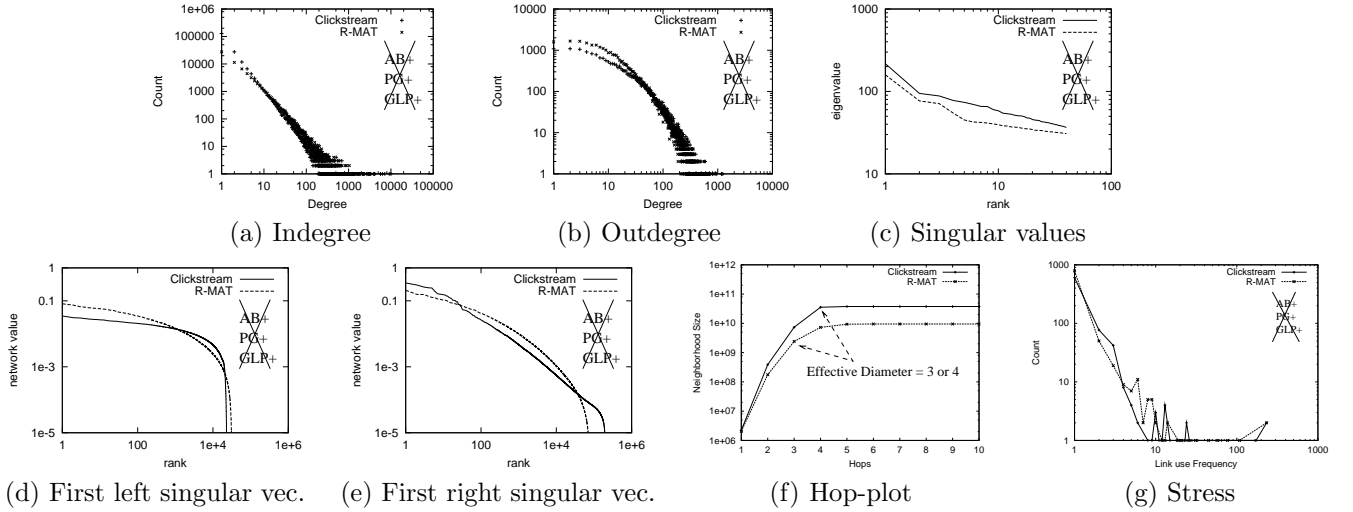 1e+06
100000
10000
1000
100
10
1
1 10 100 1000 10000 100000
Count
Degree
Clickstream
R-MAT
AB+
PG+
GLP+
(a) Indegree
10000
1000
100
10
1
1 10 100 1000 10000
Count
Degree
Clickstream
R-MAT
AB+
PG+
GLP+
(b) Outdegree
1000
100
10
1 10 100
eigenvalue
rank
Clickstream
R-MAT
AB+
PG+
GLP+
(c) Singular values
1
0.1
1e-3
1e-5
1 100 1e+4 1e+6
network value
rank
Clickstream
R-MAT
AB+
PG+
GLP+
(d) First left singular vec.
1
0.1
1e-3
1e-5
1 100 1e+4 1e+6
network value
rank
Clickstream
R-MAT
AB+
PG+
GLP+
(e) First right singular vec.
1e+12
1e+11
1e+10
1e+09
1e+08
1e+07
1e+06
1 2 3 4 5 6 7 8 9 10
Neighborhood Size
Hops
Clickstream
R-MAT
Effective Diameter = 3 or 4
(f) Hop-plot
1000
100
10
1
1 10 100 1000
Count
Link use Frequency
Clickstream
R-MAT
AB+
PG+
GLP+
(g) Stress